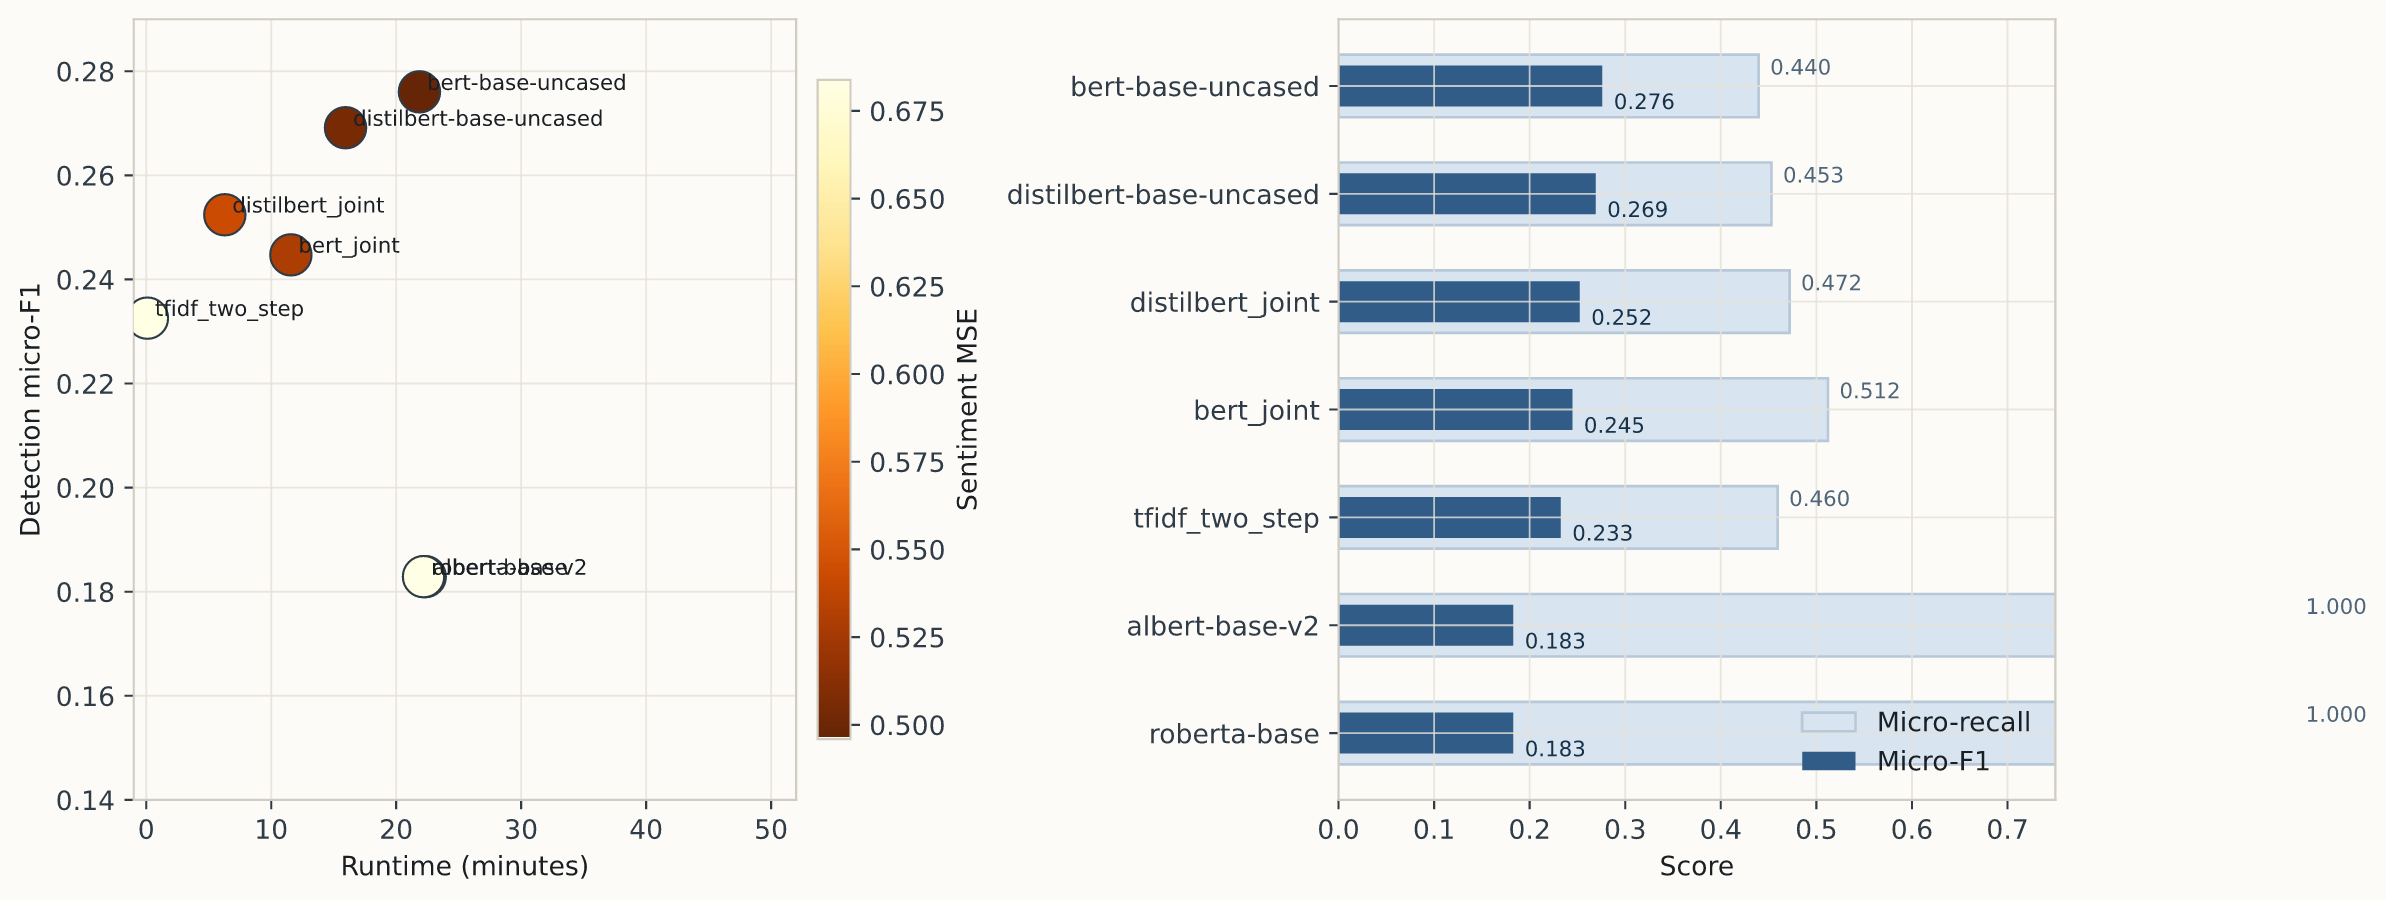 Detection micro-F1
0.28
0.26
0.24
0.22
0.20
0.18
0.16
0.14
bert-base-uncased
distilbert-base-uncased
distilbert_joint
bert_joint
tfidf_two_step
albert-base-v2
roberta-base
0
10
20
30
40
50
Runtime (minutes)
0.675
0.650
0.625
0.600
0.575
0.550
0.525
0.500
Sentiment MSE
bert-base-uncased
0.440
0.276
distilbert-base-uncased
0.453
0.269
distilbert_joint
0.472
0.252
bert_joint
0.512
0.245
tfidf_two_step
0.460
0.233
albert-base-v2
1.000
0.183
roberta-base
1.000
0.183
Micro-recall
Micro-F1
0.0
0.1
0.2
0.3
0.4
0.5
0.6
0.7
Score